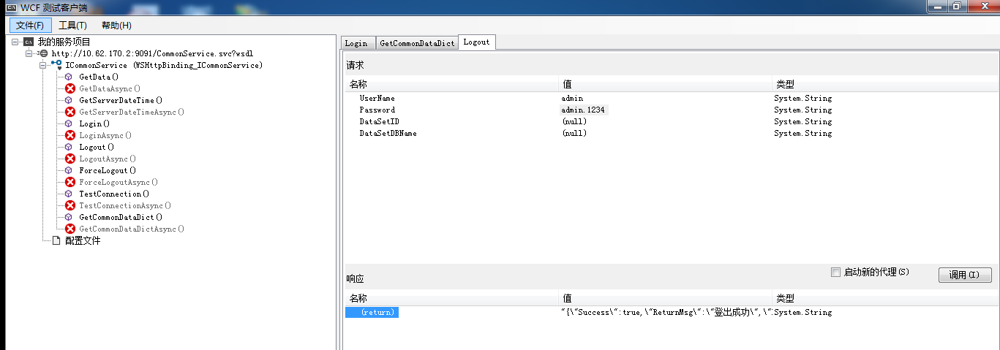 WCF 测试客户端
文件(F) 工具(T) 帮助(H)
我的服务项目
http://10.62.170.2:9091/CommonService.svc?wsdl
ICommonService (WSHttpBinding_ICommonService)
GetData()
GetDataAsync()
GetServerDateTime()
GetServerDateTimeAsync()
Login()
LoginAsync()
Logout()
LogoutAsync()
ForceLogout()
ForceLogoutAsync()
TestConnection()
TestConnectionAsync()
GetCommonDataDict()
GetCommonDataDictAsync()
配置文件
Login GetCommonDataDict Logout
请求
名称 值 类型
UserName admin System.String
Password admin.1234 System.String
DataSetID (null) System.String
DataSetDBName (null) System.String
响应 启动新的代理(S) 调用(I)
名称 值 类型
(return) "{\"Success\":true,\"ReturnMsg\":\"登出成功\",\" System.String